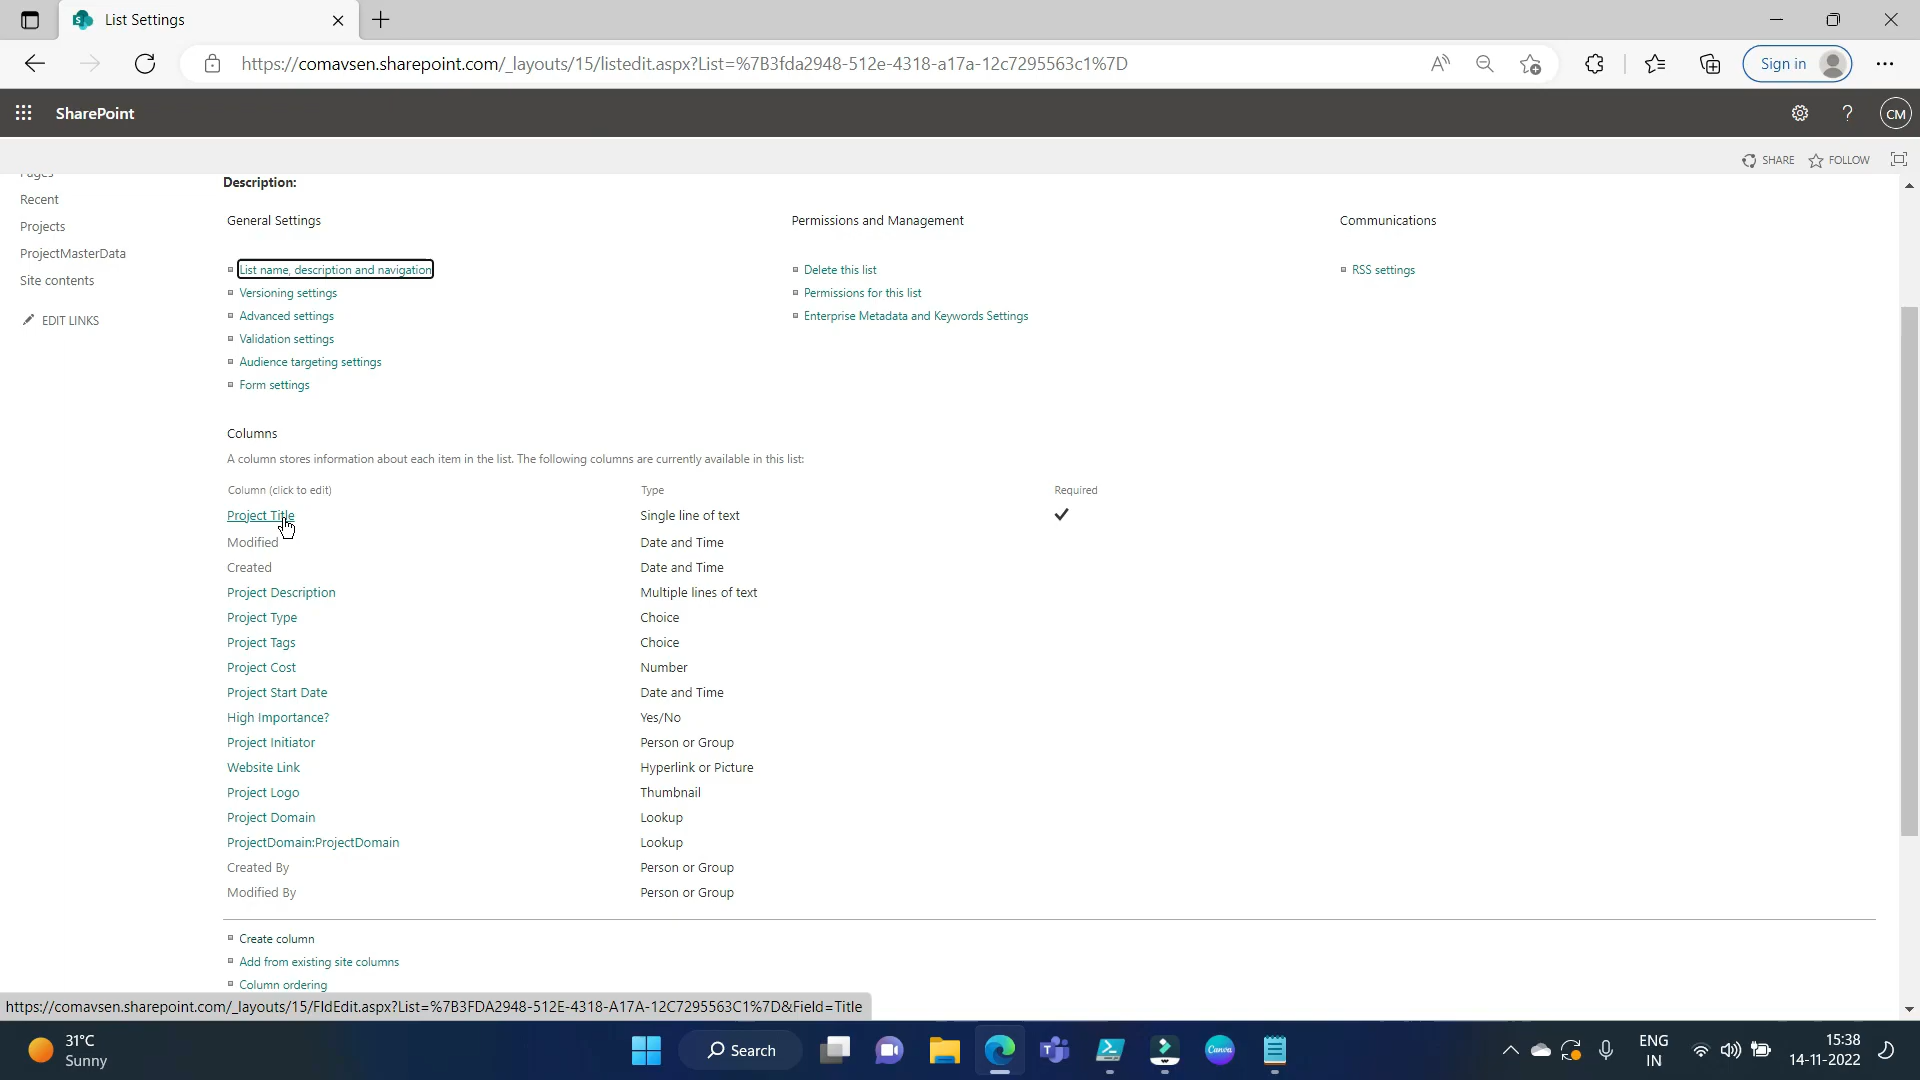 List Settings
https://comavsen.sharepoint.com/_layouts/15/listedit.aspx?List=%7B3fda2948-512e-4318-a17a-12c7295563c1%7D
Sign in
SharePoint
CM
SHARE
FOLLOW
Pages
Recent
Projects
ProjectMasterData
Site contents
EDIT LINKS
Description:
General Settings
Permissions and Management
Communications
List name, description and navigation
Delete this list
RSS settings
Versioning settings
Permissions for this list
Advanced settings
Enterprise Metadata and Keywords Settings
Validation settings
Audience targeting settings
Form settings
Columns
A column stores information about each item in the list. The following columns are currently available in this list:
Column (click to edit) Type Required
Project Title Single line of text
Modified Date and Time
Created Date and Time
Project Description Multiple lines of text
Project Type Choice
Project Tags Choice
Project Cost Number
Project Start Date Date and Time
High Importance? Yes/No
Project Initiator Person or Group
Website Link Hyperlink or Picture
Project Logo Thumbnail
Project Domain Lookup
ProjectDomain:ProjectDomain Lookup
Created By Person or Group
Modified By Person or Group
Create column
Add from existing site columns
Column ordering
https://comavsen.sharepoint.com/_layouts/15/FldEdit.aspx?List=%7B3FDA2948-512E-4318-A17A-12C7295563C1%7D&Field=Title
31°C
Sunny
Search
Canva
ENG
IN
15:38
14-11-2022